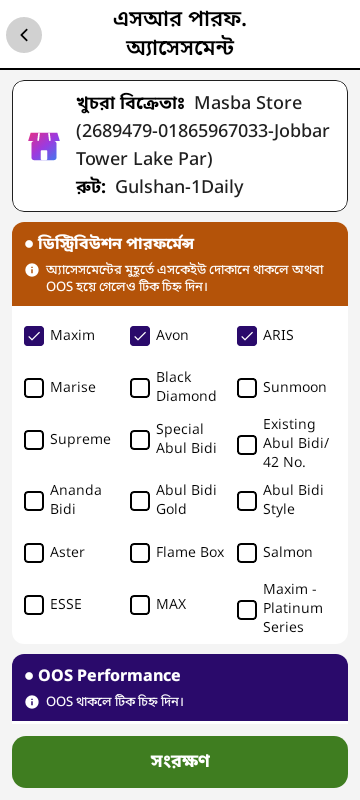 এসআর পারফ.
অ্যাসেসমেন্ট
খুচরা বিক্রেতাঃ Masba Store
(2689479-01865967033-Jobbar
Tower Lake Par)
রুট: Gulshan-1Daily
● ডিস্ট্রিবিউশন পারফর্মেন্স
অ্যাসেসমেন্টের মুহূর্তে এসকেইউ দোকানে থাকলে অথবা
OOS হয়ে গেলেও টিক চিহ্ন দিন।
Maxim Avon ARIS
Marise Black Diamond Sunmoon
Supreme Special Abul Bidi Existing Abul Bidi/ 42 No.
Ananda Bidi Abul Bidi Gold Abul Bidi Style
Aster Flame Box Salmon
ESSE MAX Maxim - Platinum Series
● OOS Performance
OOS থাকলে টিক চিহ্ন দিন।
সংরক্ষণ